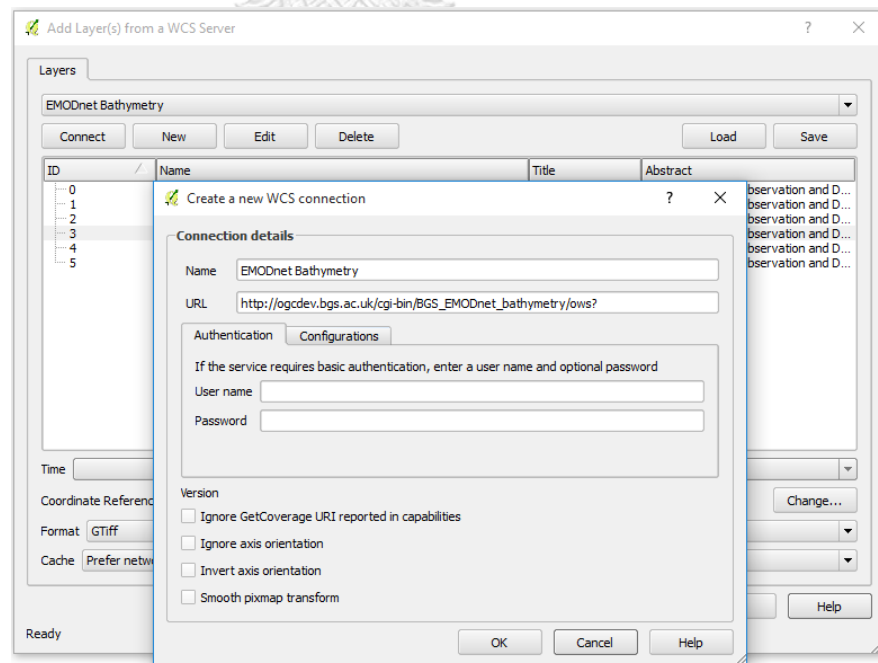 Add Layer(s) from a WCS Server ? ×
Layers
EMODnet Bathymetry
Connect New Edit Delete Load Save
ID Name Title Abstract
0 bservation and D...
1 bservation and D...
2 bservation and D...
3 bservation and D...
4 bservation and D...
5 bservation and D...
Create a new WCS connection ? ×
Connection details
Name EMODnet Bathymetry
URL http://ogcdev.bgs.ac.uk/cgi-bin/BGS_EMODnet_bathymetry/ows?
Authentication Configurations
If the service requires basic authentication, enter a user name and optional password
User name
Password
Version
Ignore GetCoverage URI reported in capabilities
Ignore axis orientation
Invert axis orientation
Smooth pixmap transform
OK Cancel Help
Time
Coordinate Referenc Change...
Format GTiff
Cache Prefer netw
Help
Ready